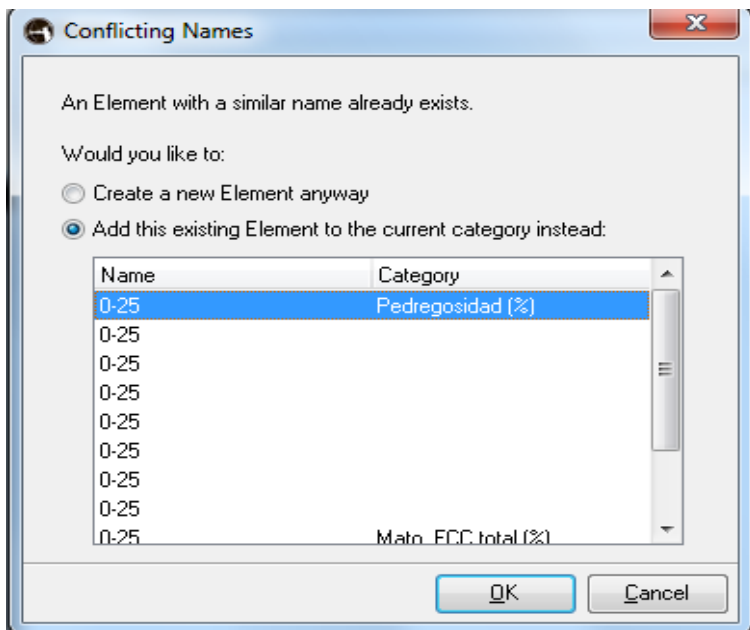 Conflicting Names
An Element with a similar name already exists.
Would you like to:
Create a new Element anyway
Add this existing Element to the current category instead:
Name Category
0-25 Pedregosidad (%)
0-25
0-25
0-25
0-25
0-25
0-25
0-25
0-25 Mato. FCC total (%)
OK Cancel